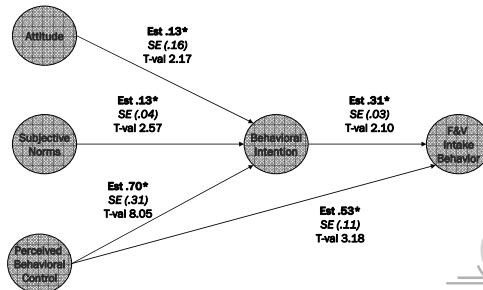 Attitude
Est .13*
SE (.16)
T-val 2.17
Est .13*
SE (.04)
T-val 2.57
Est .31*
SE (.03)
T-val 2.10
Subjective
Norms
Behavioral
Intention
F&V
Intake
Behavior
Est .70*
SE (.31)
T-val 8.05
Est .53*
SE (.11)
T-val 3.18
Perceived
Behavioral
Control